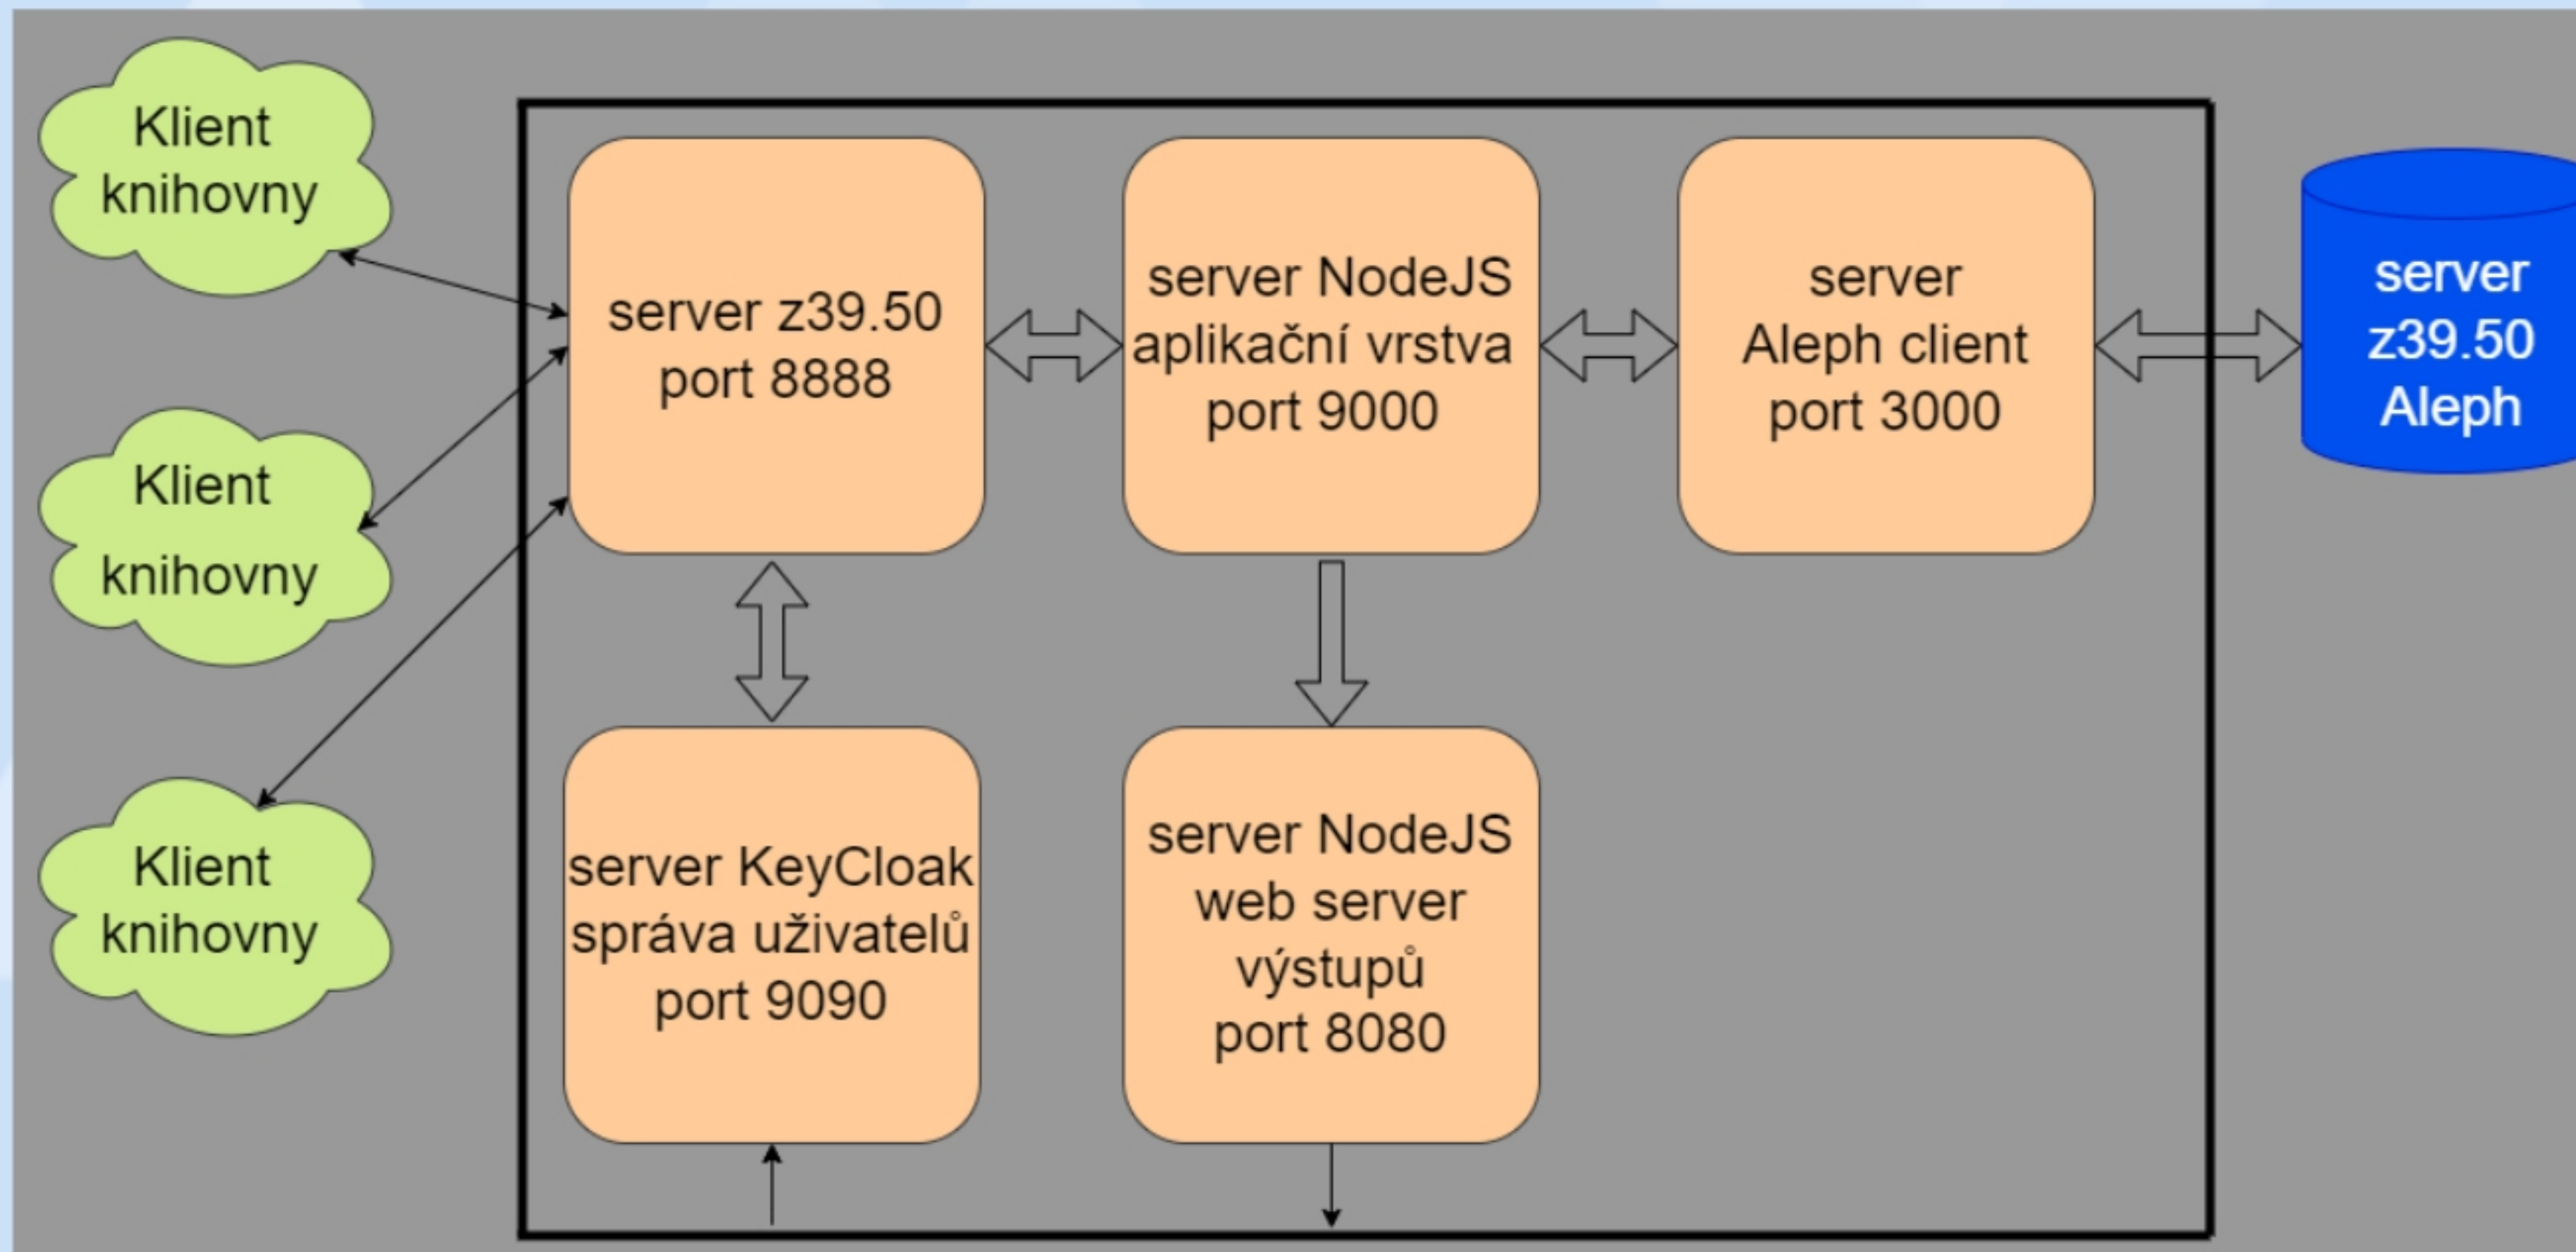 Klient
knihovny
Klient
knihovny
Klient
knihovny
server z39.50
port 8888
server NodeJS
aplikační vrstva
port 9000
server
Aleph client
port 3000
server
z39.50
Aleph
server KeyCloak
správa uživatelů
port 9090
server NodeJS
web server
výstupů
port 8080